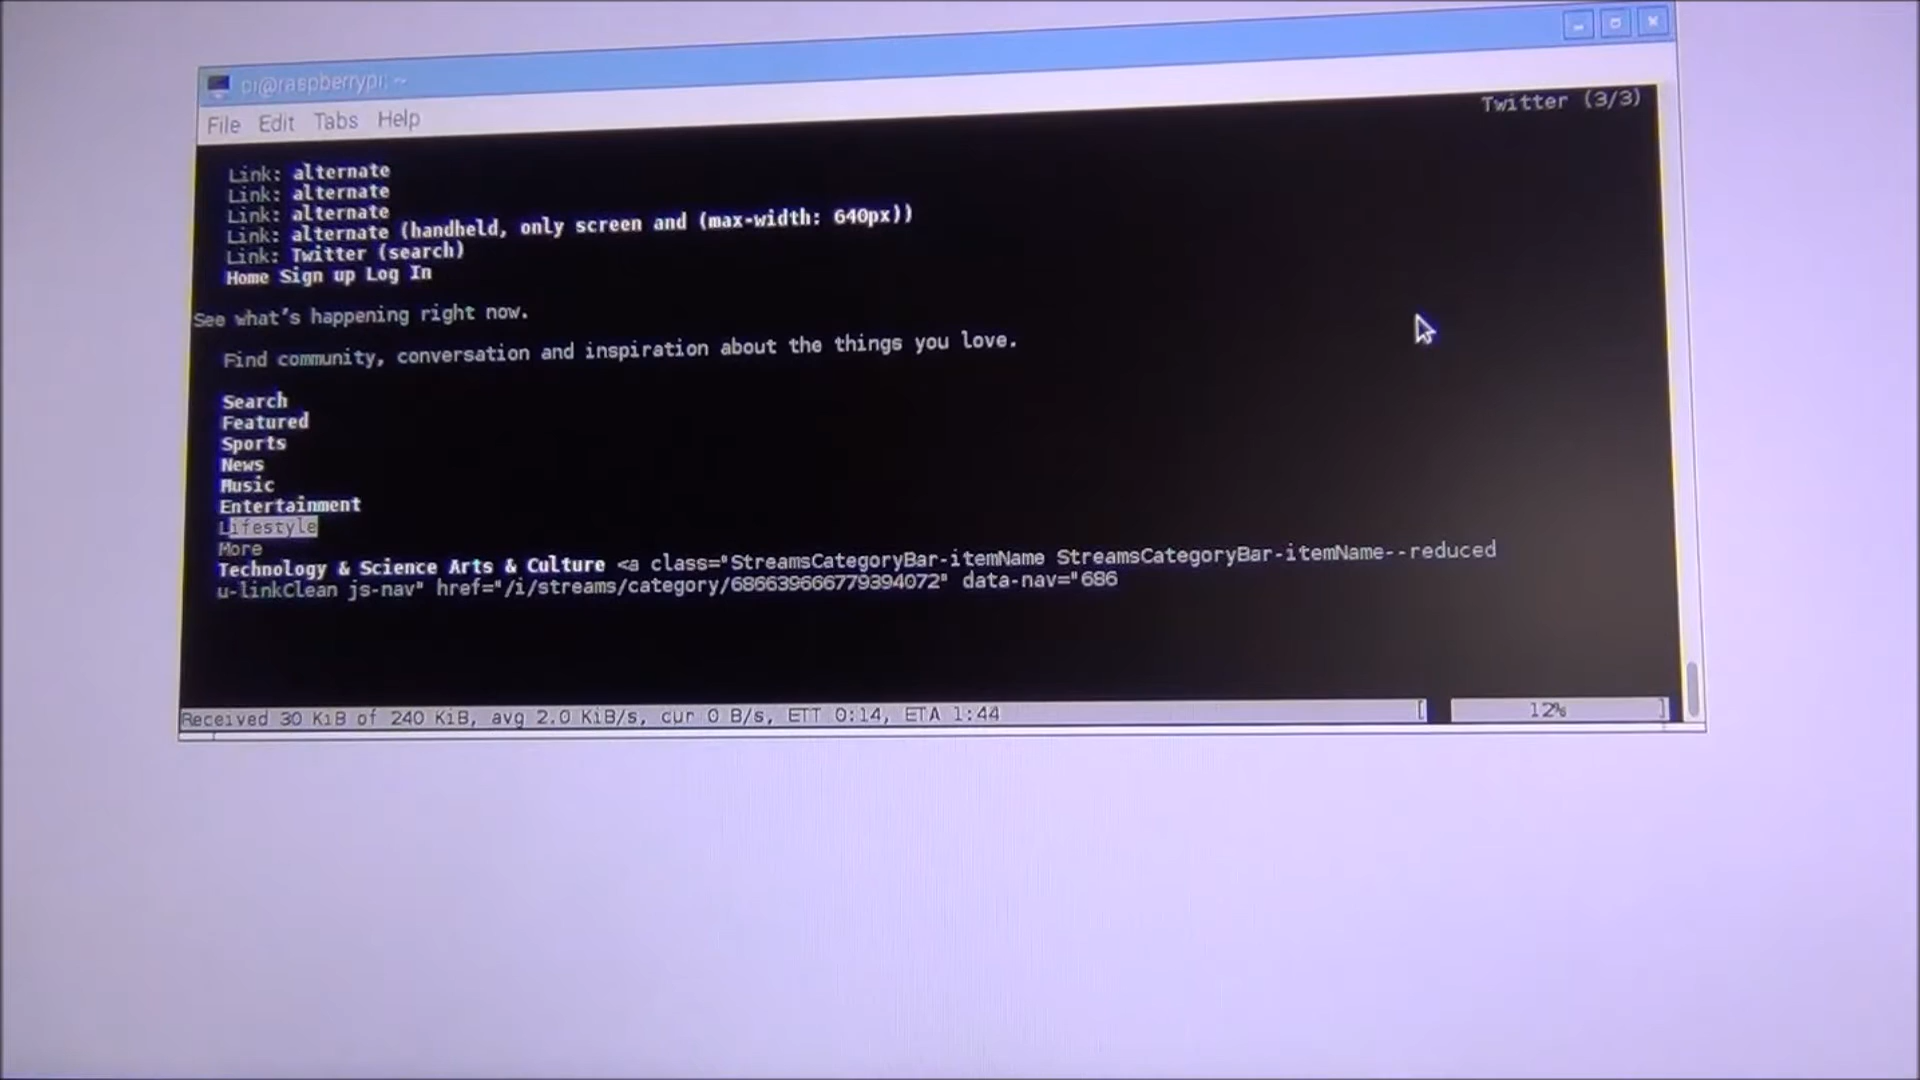 pi@raspberrypi: ~
File Edit Tabs Help
Twitter (3/3)
Link: alternate
Link: alternate
Link: alternate
Link: alternate (handheld, only screen and (max-width: 640px))
Link: Twitter (search)
Home Sign up Log In
See what's happening right now.
Find community, conversation and inspiration about the things you love.
Search
Featured
Sports
News
Music
Entertainment
Lifestyle
More
Technology & Science Arts & Culture <a class="StreamsCategoryBar-itemName StreamsCategoryBar-itemName--reduced
u-linkClean js-nav" href="/i/streams/category/686639666779394072" data-nav="686
Received 30 KiB of 240 KiB, avg 2.0 KiB/s, cur 0 B/s, ETT 0:14, ETA 1:44 [ 12% ]